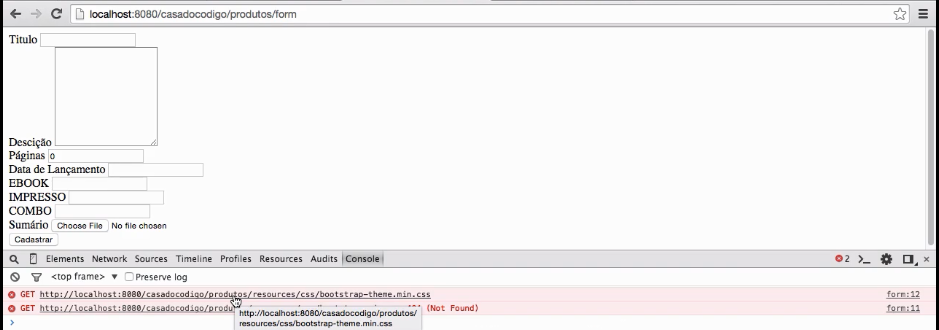 localhost:8080/casadocodigo/produtos/form
Titulo
Descição
Páginas 0
Data de Lançamento
EBOOK
IMPRESSO
COMBO
Sumário Choose File No file chosen
Cadastrar
Elements Network Sources Timeline Profiles Resources Audits Console 2
<top frame> ▼ Preserve log
GET http://localhost:8080/casadocodigo/produtos/resources/css/bootstrap-theme.min.css form:12
GET http://localhost:8080/casadocodigo/produt (Not Found) form:11
http://localhost:8080/casadocodigo/produtos/
resources/css/bootstrap-theme.min.css